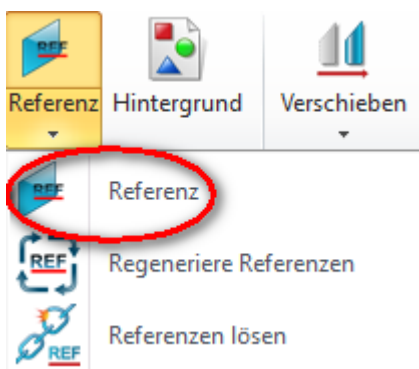 REF
Referenz Hintergrund Verschieben
REF Referenz
REF Regeneriere Referenzen
REF Referenzen lösen